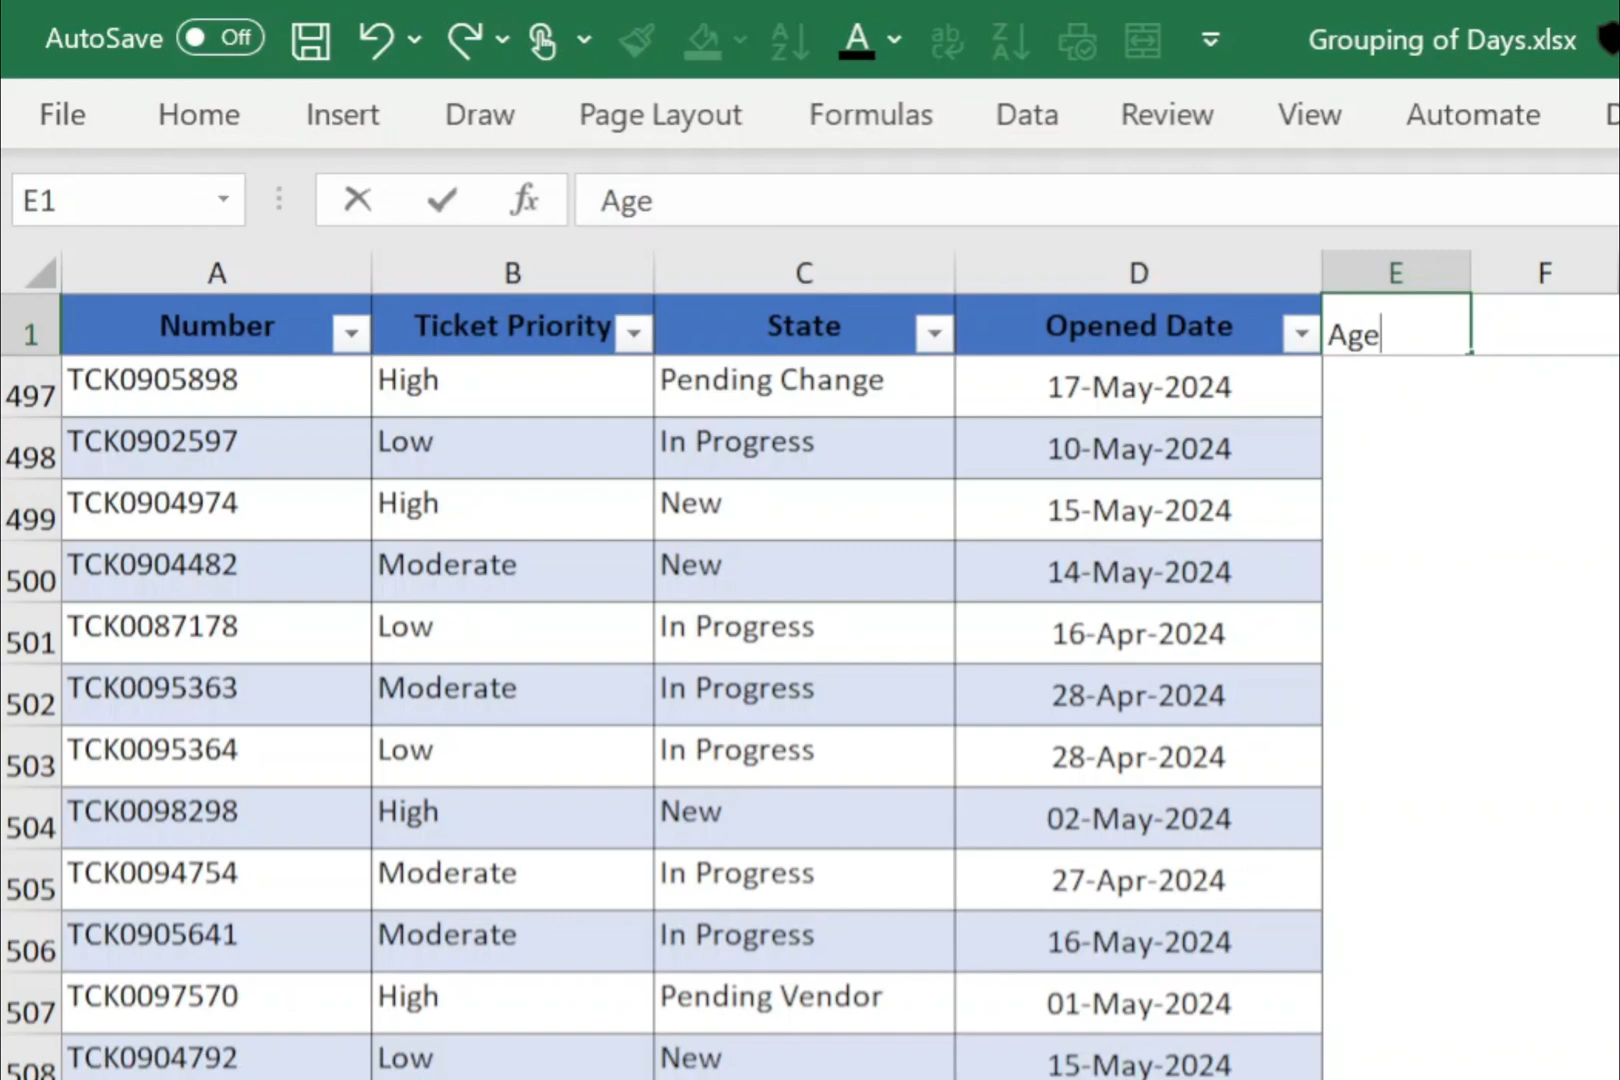 AutoSave Off A A Z ab Z A Grouping of Days.xlsx
File Home Insert Draw Page Layout Formulas Data Review View Automate D
E1 fx Age
A B C D E F
1 Number Ticket Priority State Opened Date Age
497 TCK0905898 High Pending Change 17-May-2024
498 TCK0902597 Low In Progress 10-May-2024
499 TCK0904974 High New 15-May-2024
500 TCK0904482 Moderate New 14-May-2024
501 TCK0087178 Low In Progress 16-Apr-2024
502 TCK0095363 Moderate In Progress 28-Apr-2024
503 TCK0095364 Low In Progress 28-Apr-2024
504 TCK0098298 High New 02-May-2024
505 TCK0094754 Moderate In Progress 27-Apr-2024
506 TCK0905641 Moderate In Progress 16-May-2024
507 TCK0097570 High Pending Vendor 01-May-2024
508 TCK0904792 Low New 15-May-2024